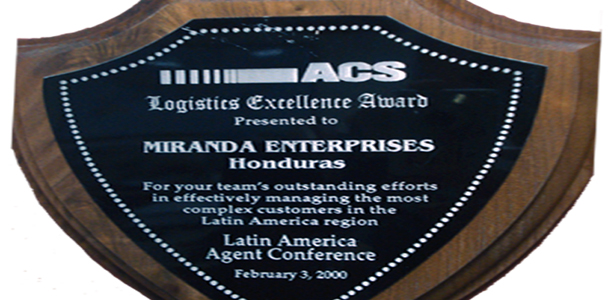 ACS
Logistics Excellence Award
Presented to
MIRANDA ENTERPRISES
Honduras
For your team's outstanding efforts
in effectively managing the most
complex customers in the
Latin America region
Latin America
Agent Conference
February 3, 2000